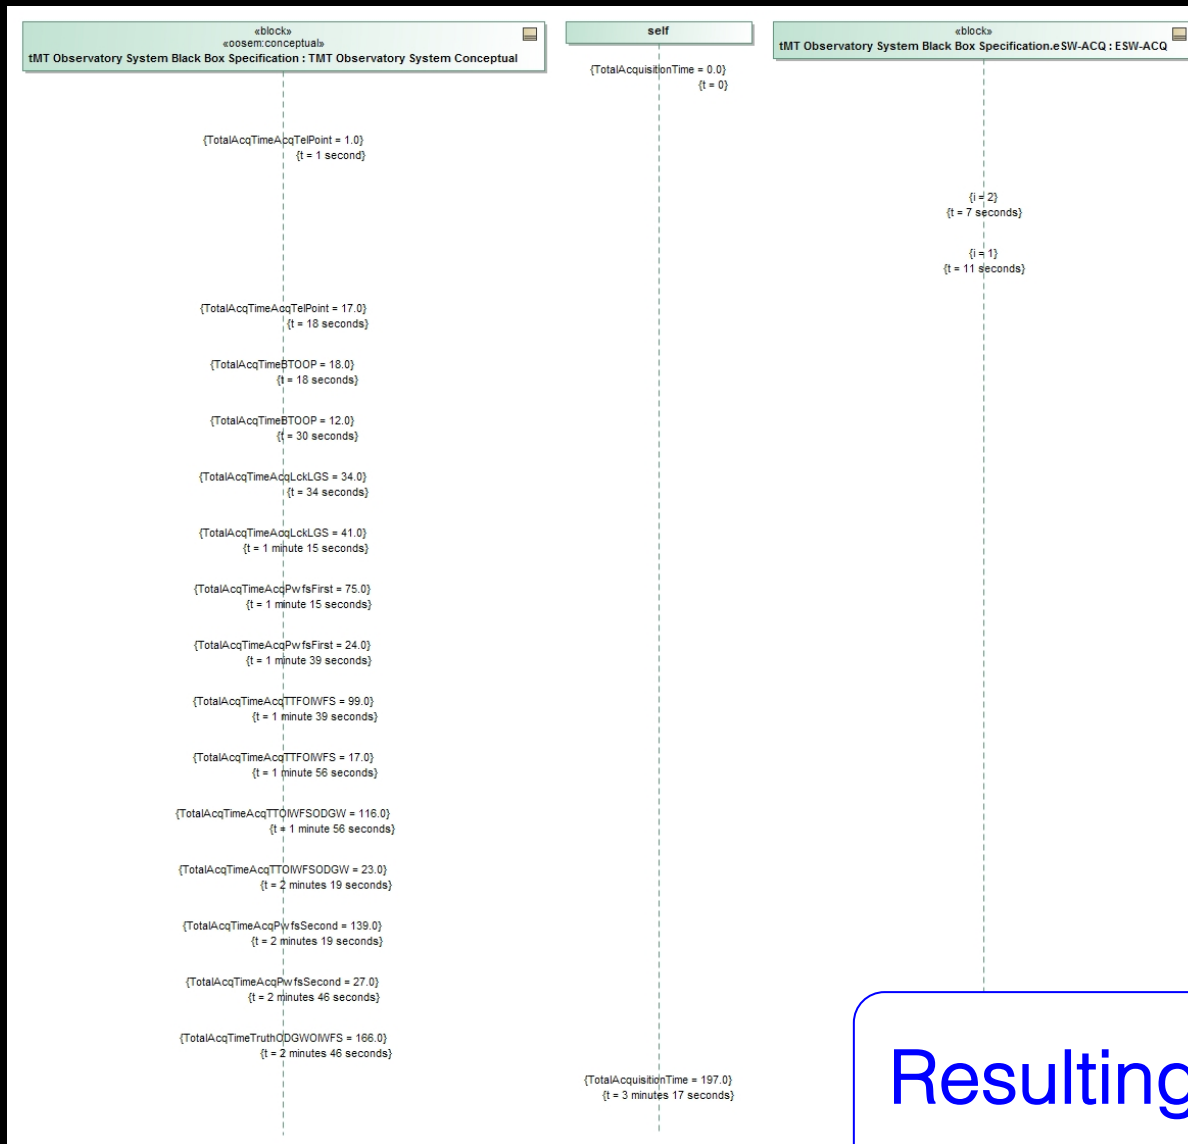 «block»
«oosem:conceptual»
tMT Observatory System Black Box Specification : TMT Observatory System Conceptual
self
«block»
tMT Observatory System Black Box Specification.eSW-ACQ : ESW-ACQ
{TotalAcquisitionTime = 0.0}
{t = 0}
{TotalAcqTimeAcqTelPoint = 1.0}
{t = 1 second}
{i = 2}
{t = 7 seconds}
{i = 1}
{t = 11 seconds}
{TotalAcqTimeAcqTelPoint = 17.0}
{t = 18 seconds}
{TotalAcqTimeBTOOP = 18.0}
{t = 18 seconds}
{TotalAcqTimeBTOOP = 12.0}
{t = 30 seconds}
{TotalAcqTimeAcqLckLGS = 34.0}
{t = 34 seconds}
{TotalAcqTimeAcqLckLGS = 41.0}
{t = 1 minute 15 seconds}
{TotalAcqTimeAcqPwfsFirst = 75.0}
{t = 1 minute 15 seconds}
{TotalAcqTimeAcqPwfsFirst = 24.0}
{t = 1 minute 39 seconds}
{TotalAcqTimeAcqTTFOIWFS = 99.0}
{t = 1 minute 39 seconds}
{TotalAcqTimeAcqTTFOIWFS = 17.0}
{t = 1 minute 56 seconds}
{TotalAcqTimeAcqTTOIWFSODGW = 116.0}
{t = 1 minute 56 seconds}
{TotalAcqTimeAcqTTOIWFSODGW = 23.0}
{t = 2 minutes 19 seconds}
{TotalAcqTimeAcqPwfsSecond = 139.0}
{t = 2 minutes 19 seconds}
{TotalAcqTimeAcqPwfsSecond = 27.0}
{t = 2 minutes 46 seconds}
{TotalAcqTimeTruthODGWOIWFS = 166.0}
{t = 2 minutes 46 seconds}
{TotalAcquisitionTime = 197.0}
{t = 3 minutes 17 seconds}
Resulting